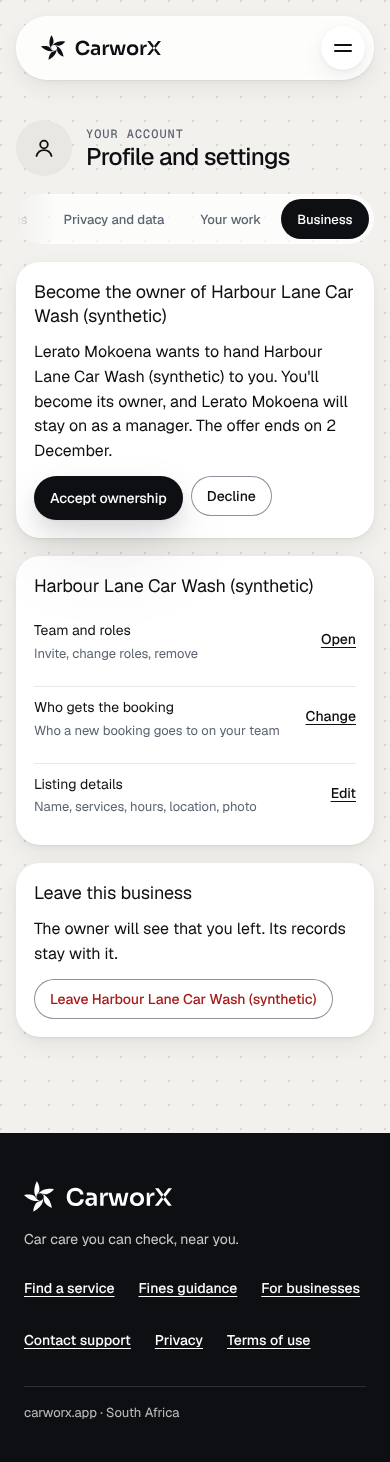 CarworX
YOUR ACCOUNT
Profile and settings
Privacy and data
Your work
Business
Become the owner of Harbour Lane Car
Wash (synthetic)
Lerato Mokoena wants to hand Harbour
Lane Car Wash (synthetic) to you. You'll
become its owner, and Lerato Mokoena will
stay on as a manager. The offer ends on 2
December.
Accept ownership
Decline
Harbour Lane Car Wash (synthetic)
Team and roles
Invite, change roles, remove
Open
Who gets the booking
Who a new booking goes to on your team
Change
Listing details
Name, services, hours, location, photo
Edit
Leave this business
The owner will see that you left. Its records
stay with it.
Leave Harbour Lane Car Wash (synthetic)
CarworX
Car care you can check, near you.
Find a service
Fines guidance
For businesses
Contact support
Privacy
Terms of use
carworx.app · South Africa